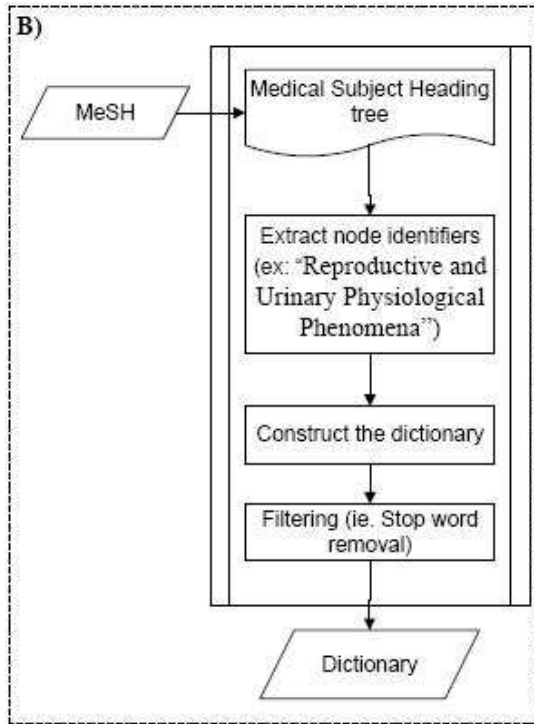 B)
MeSH
Medical Subject Heading
tree
Extract node identifiers
(ex: “Reproductive and
Urinary Physiological
Phenomena”)
Construct the dictionary
Filtering (ie. Stop word
removal)
Dictionary